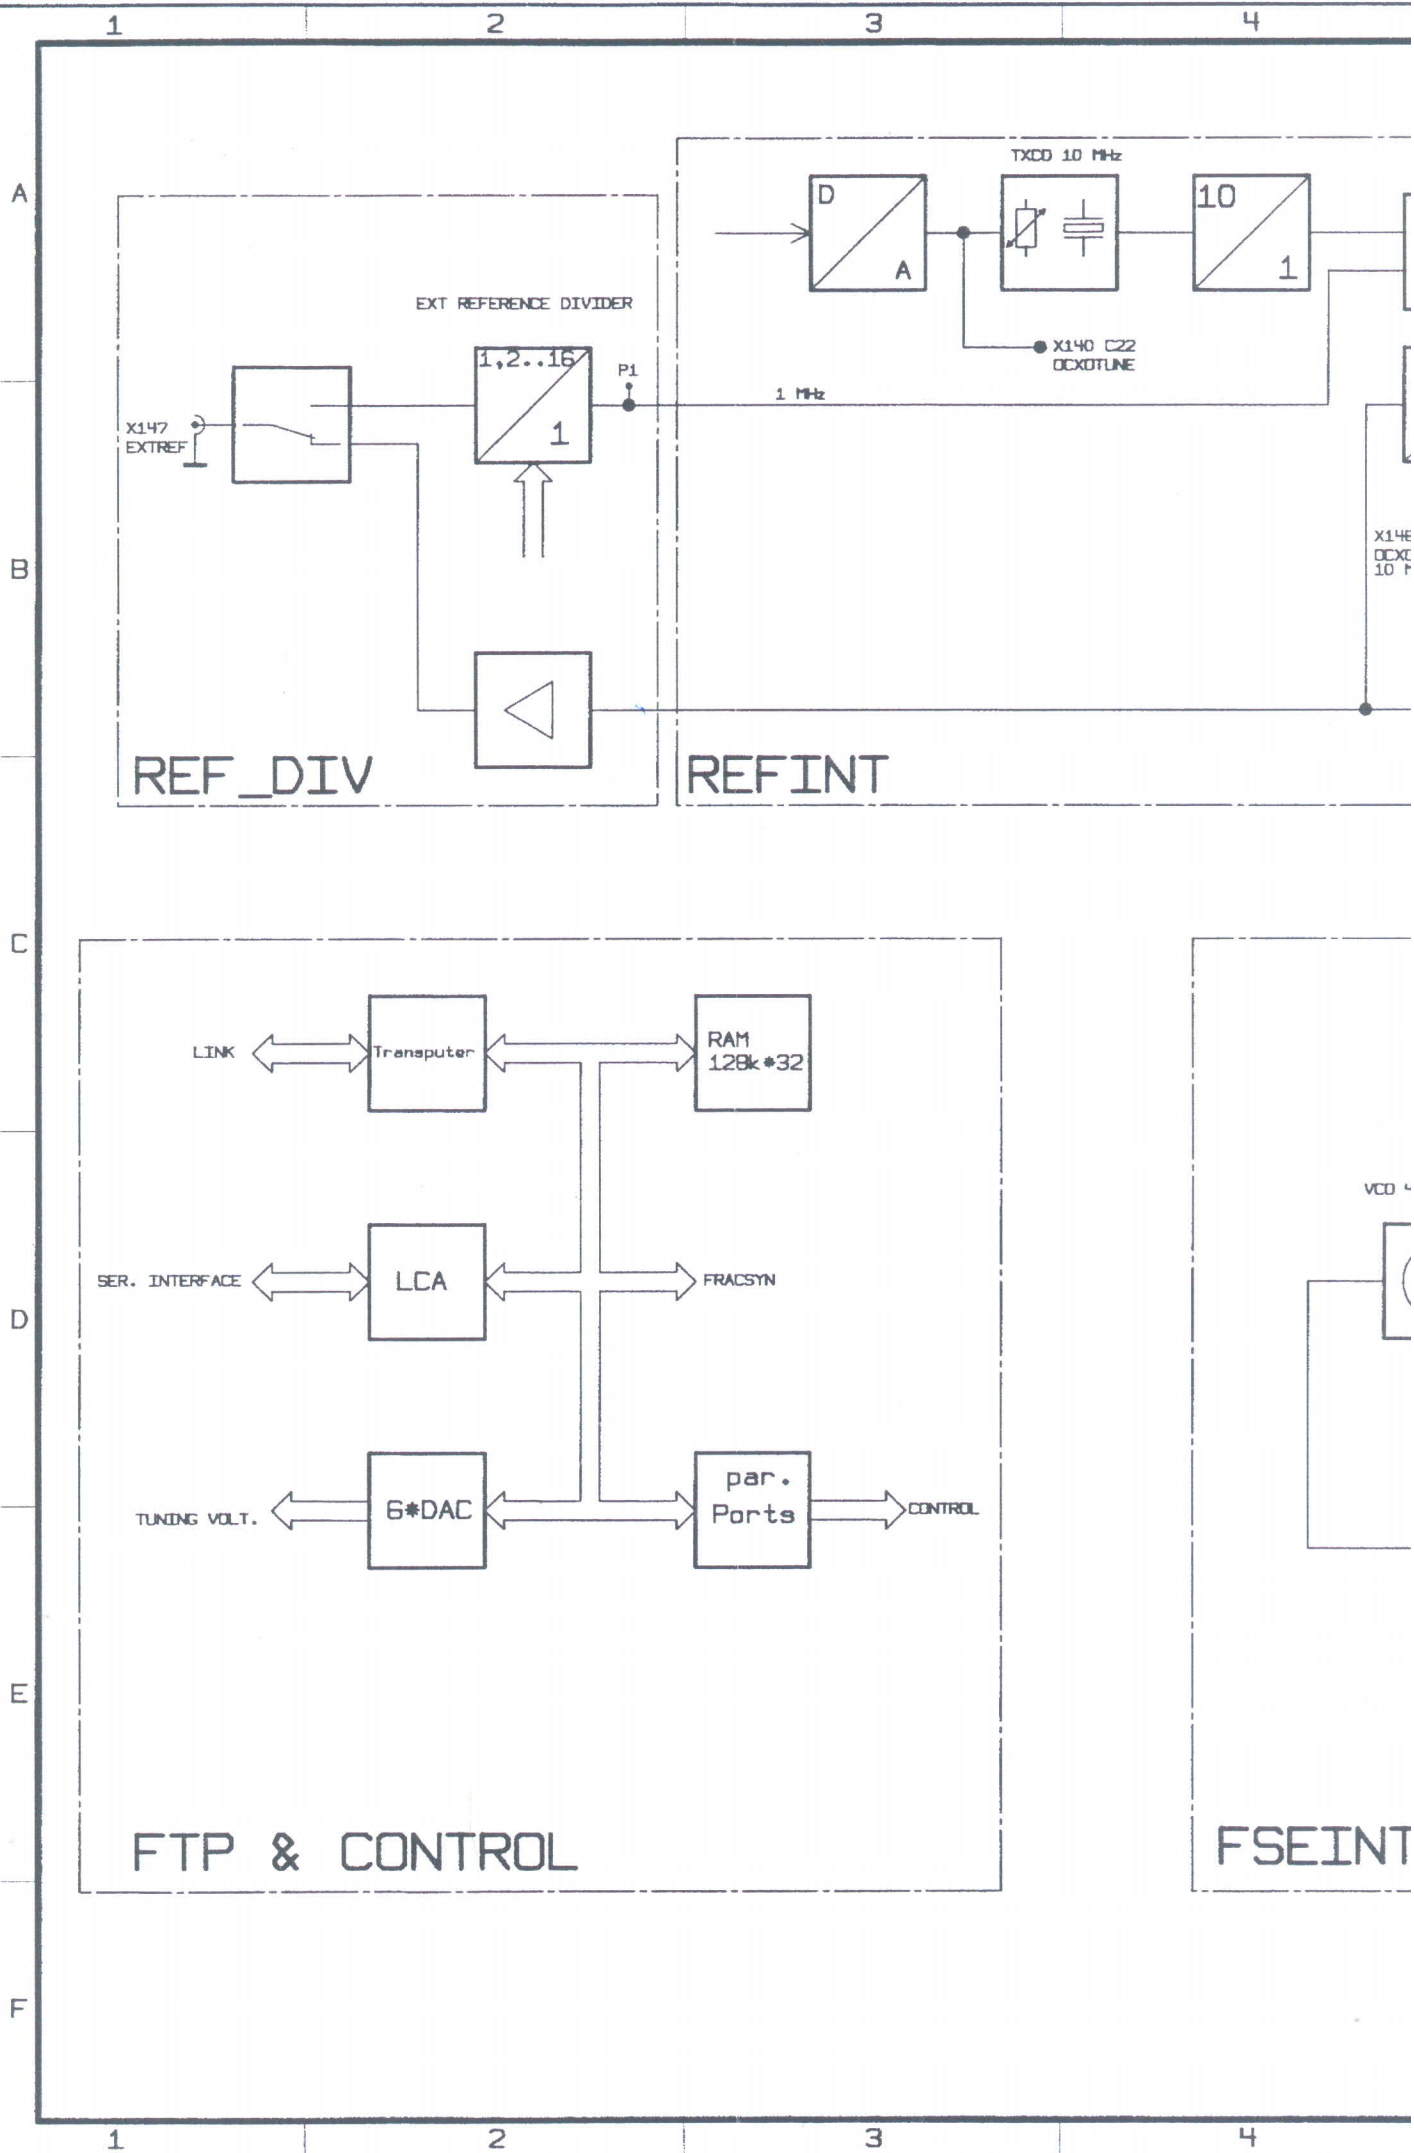 1 2 3 4
A
TXCO 10 MHz
D
A
10
1
EXT REFERENCE DIVIDER
1,2..16
1
P1
X140 C22
OCXOTUNE
1 MHz
X147
EXTREF
B
10
REF_DIV
REFINT
C
LINK
Transputer
RAM
128k*32
VCO
SER. INTERFACE
LCA
FRACSYN
D
TUNING VOLT.
6*DAC
par.
Ports
CONTROL
E
FTP & CONTROL
FSEINT
F
1 2 3 4